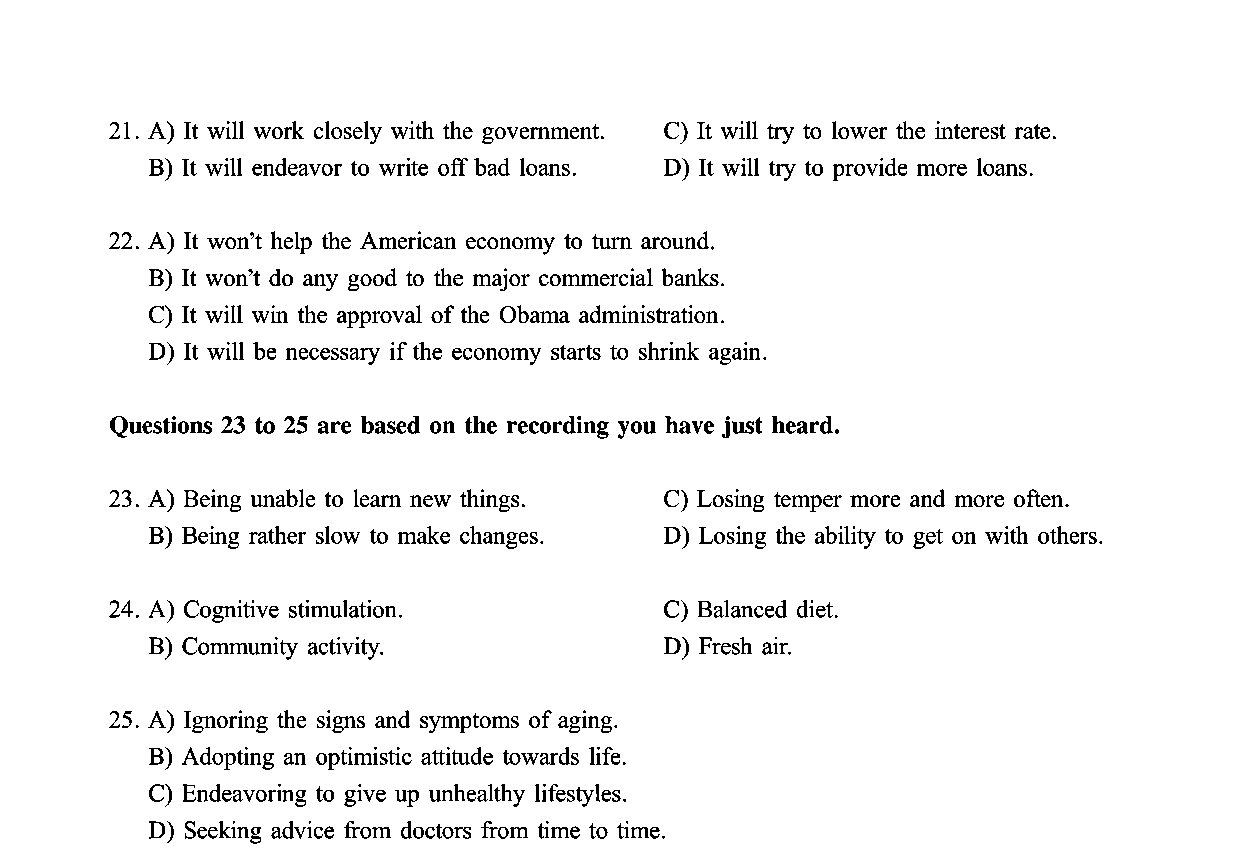 21. A) It will work closely with the government. C) It will try to lower the interest rate.
B) It will endeavor to write off bad loans. D) It will try to provide more loans.
22. A) It won't help the American economy to turn around.
B) It won't do any good to the major commercial banks.
C) It will win the approval of the Obama administration.
D) It will be necessary if the economy starts to shrink again.
Questions 23 to 25 are based on the recording you have just heard.
23. A) Being unable to learn new things. C) Losing temper more and more often.
B) Being rather slow to make changes. D) Losing the ability to get on with others.
24. A) Cognitive stimulation. C) Balanced diet.
B) Community activity. D) Fresh air.
25. A) Ignoring the signs and symptoms of aging.
B) Adopting an optimistic attitude towards life.
C) Endeavoring to give up unhealthy lifestyles.
D) Seeking advice from doctors from time to time.